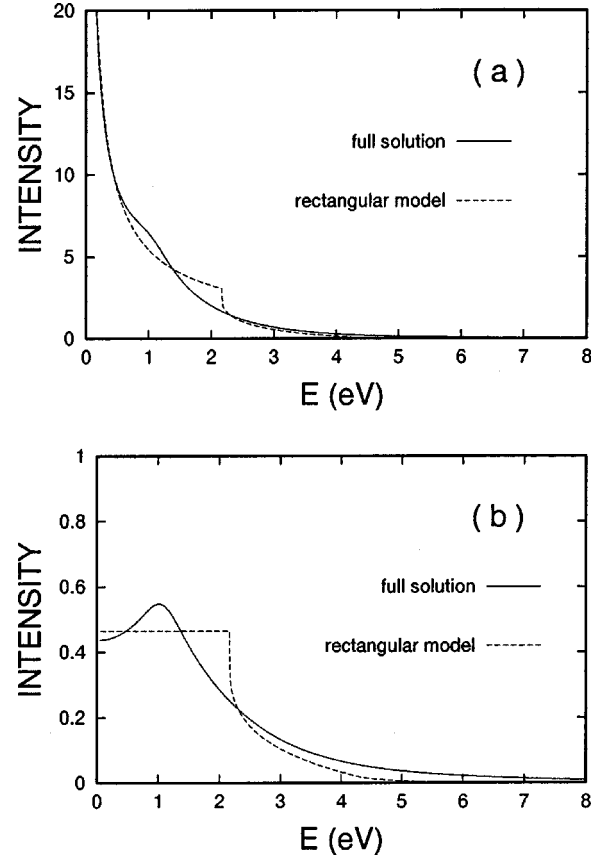 20
15
10
5
0
INTENSITY
( a )
full solution
rectangular model
0 1 2 3 4 5 6 7 8
E (eV)
1
0.8
0.6
0.4
0.2
0
INTENSITY
( b )
full solution
rectangular model
0 1 2 3 4 5 6 7 8
E (eV)